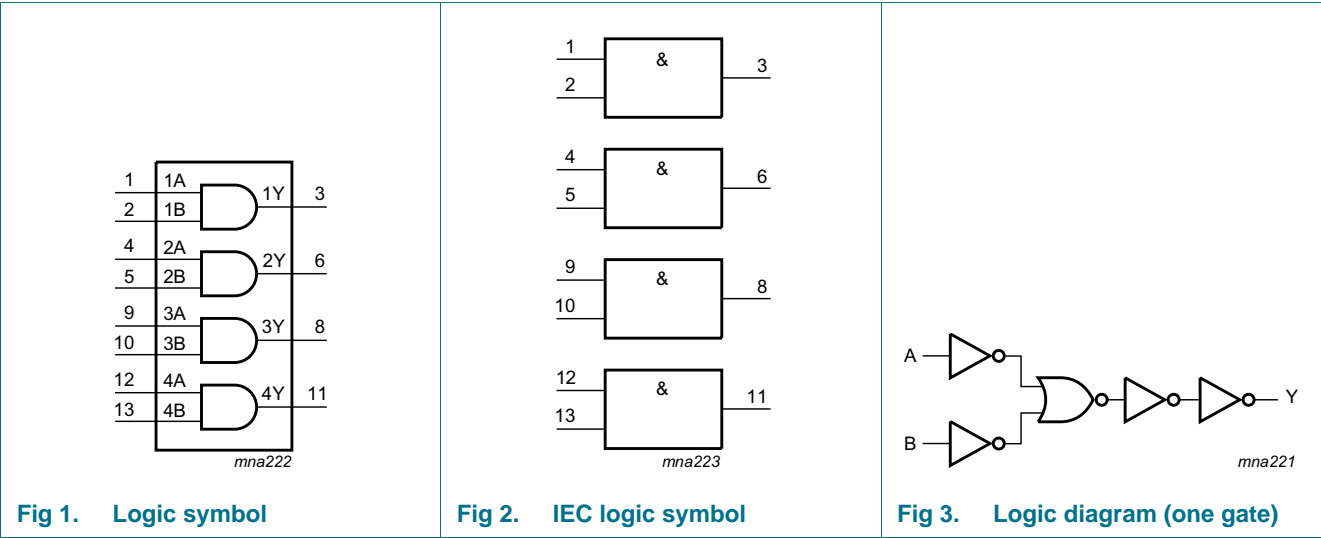 1 1A 1Y 3
2 1B
4 2A 2Y 6
5 2B
9 3A 3Y 8
10 3B
12 4A 4Y 11
13 4B
mna222
Fig 1. Logic symbol
1 & 3
2
4 & 6
5
9 & 8
10
12 & 11
13
mna223
Fig 2. IEC logic symbol
A
Y
B
mna221
Fig 3. Logic diagram (one gate)